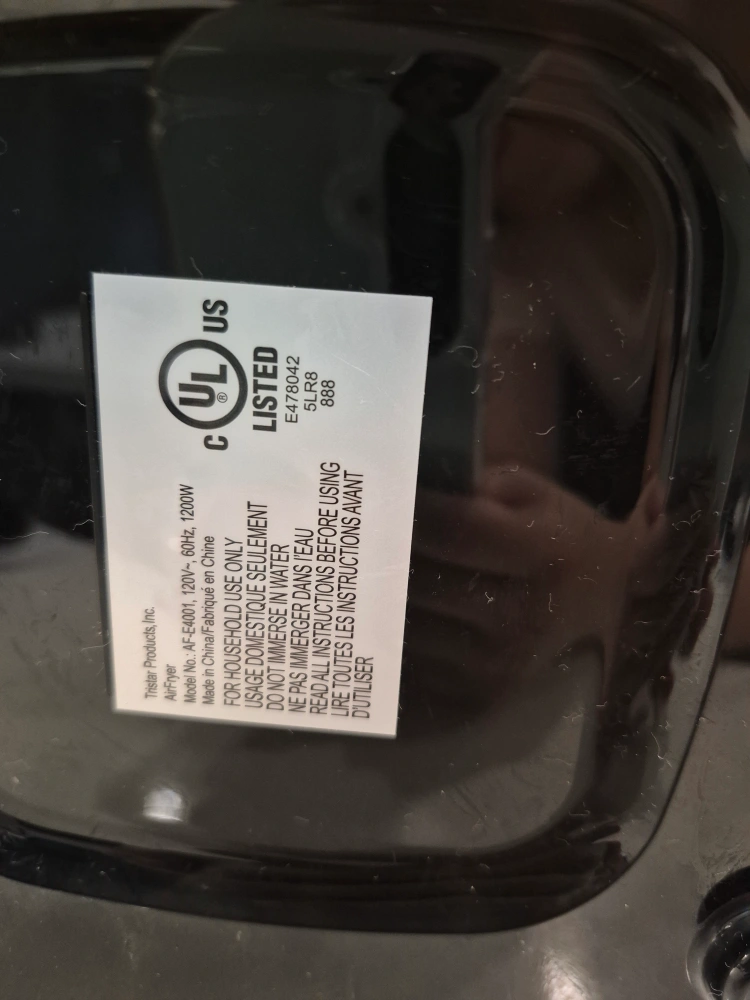 Tristar Products, Inc.
AirFryer
Model No.: AF-E4001, 120V~, 60Hz, 1200W
Made in China/Fabriqué en Chine
FOR HOUSEHOLD USE ONLY
USAGE DOMESTIQUE SEULEMENT
DO NOT IMMERSE IN WATER
NE PAS IMMERGER DANS l'EAU
READ ALL INSTRUCTIONS BEFORE USING
LIRE TOUTES LES INSTRUCTIONS AVANT
D'UTILISER
C UL ® US
LISTED
E478042
5LR8
888